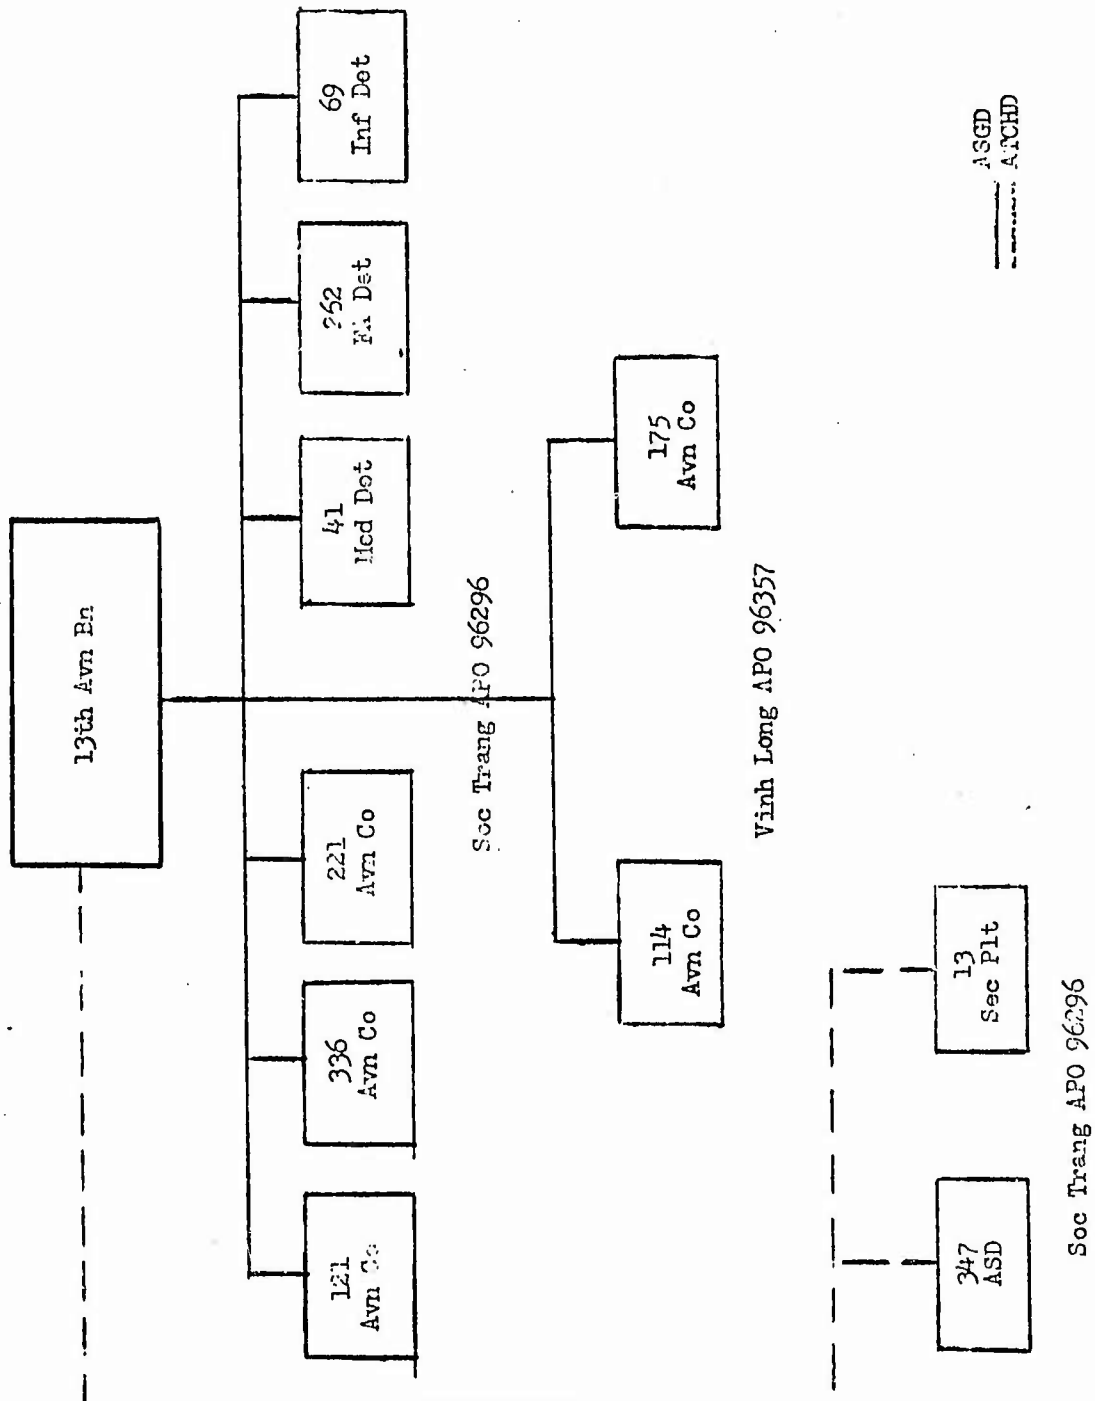 13th Avn Bn
121
Avn Co
336
Avn Co
221
Avn Co
41
Med Det
262
Det
69
Inf Det
Soc Trang APO 96296
114
Avn Co
175
Avn Co
Vinh Long APO 96357
347
ASD
13
Sec Plt
Soc Trang APO 96296
ASGD
ATCHD